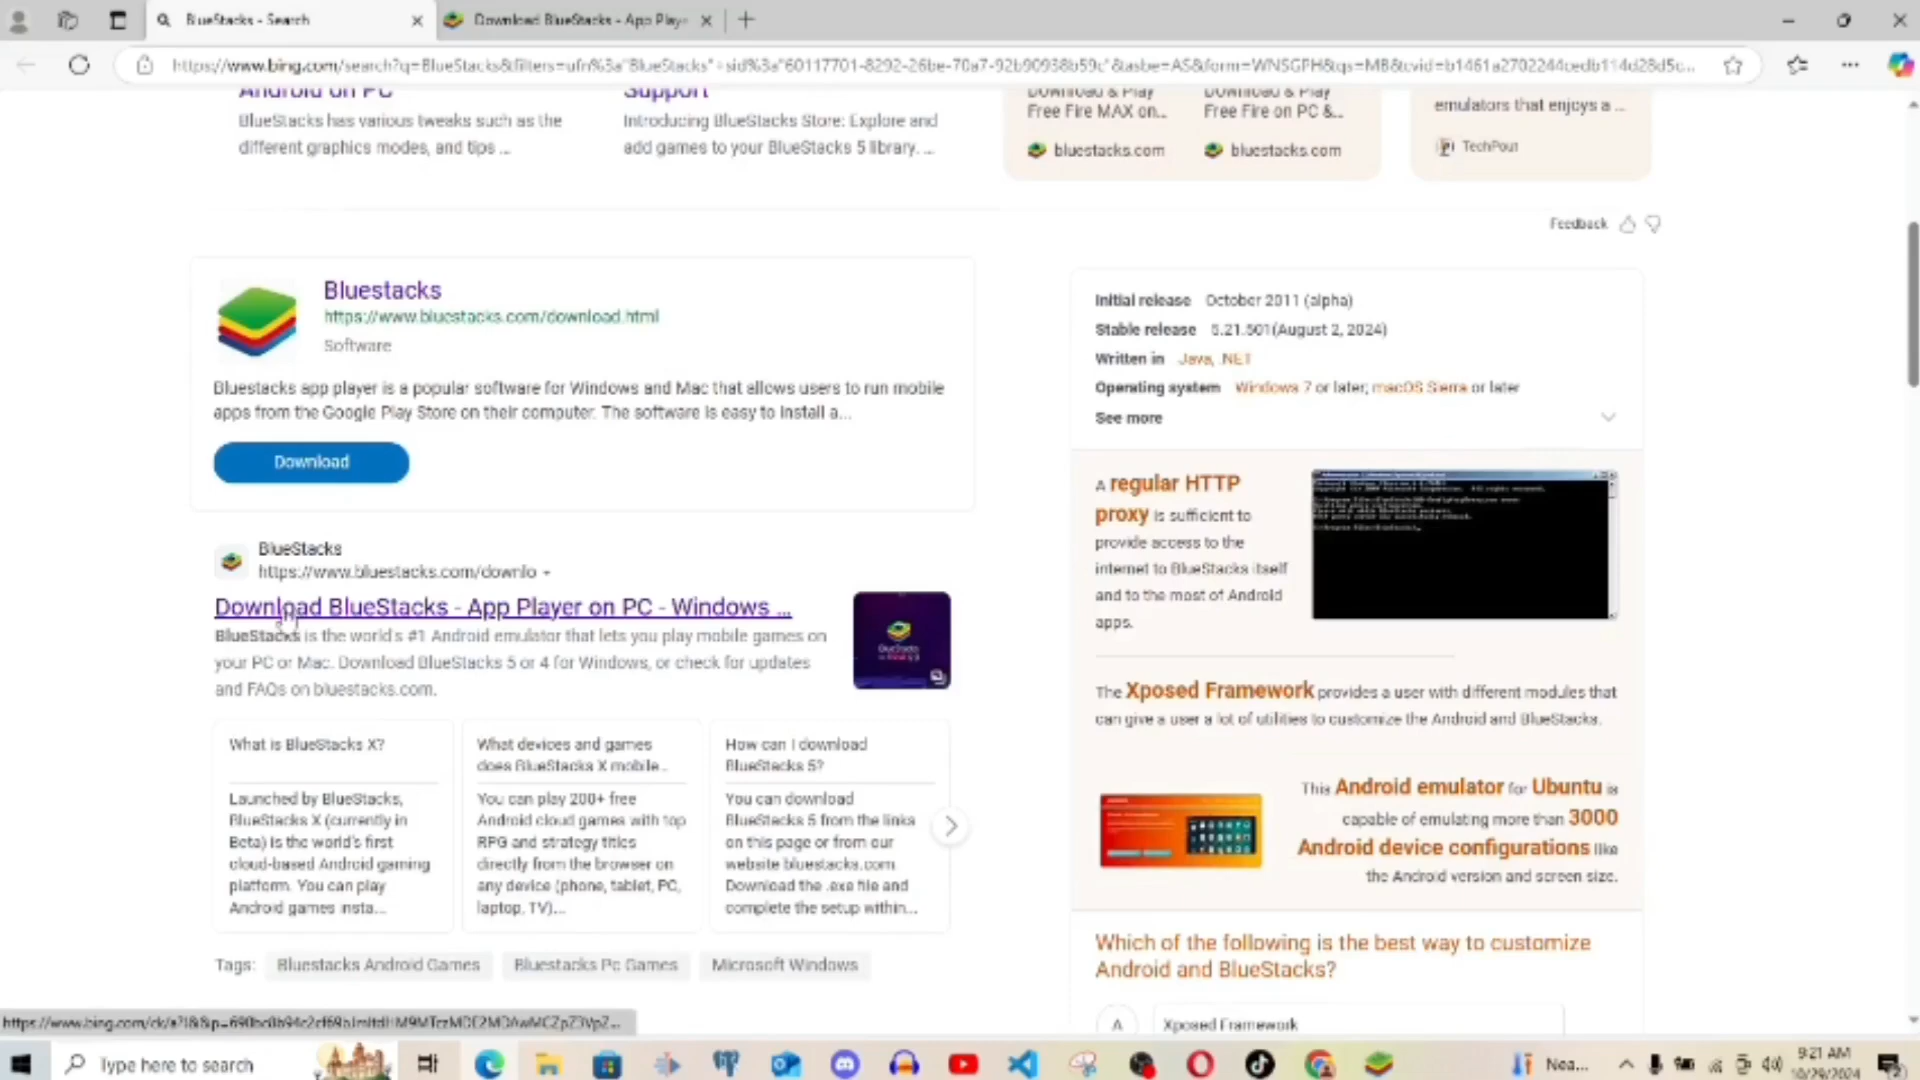 BlueStacks - Search
Download BlueStacks - App Play
Android on PC
BlueStacks has various tweaks such as the
different graphics modes, and tips ...
Support
Introducing BlueStacks Store: Explore and
add games to your BlueStacks 5 library. ...
Download & Play
Free Fire MAX on...
bluestacks.com
Download & Play
Free Fire on PC &...
bluestacks.com
emulators that enjoys a ...
TechPout
Feedback
Bluestacks
https://www.bluestacks.com/download.html
Software
Bluestacks app player is a popular software for Windows and Mac that allows users to run mobile
apps from the Google Play Store on their computer. The software is easy to install a...
Download
BlueStacks
https://www.bluestacks.com/downlo
Download BlueStacks - App Player on PC - Windows ...
BlueStacks is the world's #1 Android emulator that lets you play mobile games on
your PC or Mac. Download BlueStacks 5 or 4 for Windows, or check for updates
and FAQs on bluestacks.com.
What is BlueStacks X?
Launched by BlueStacks,
BlueStacks X (currently in
Beta) is the world's first
cloud-based Android gaming
platform. You can play
Android games insta...
What devices and games
does BlueStacks X mobile...
You can play 200+ free
Android cloud games with top
RPG and strategy titles
directly from the browser on
any device (phone, tablet, PC,
laptop, TV)...
How can I download
BlueStacks 5?
You can download
BlueStacks 5 from the links
on this page or from our
website bluestacks.com
Download the .exe file and
complete the setup within...
Tags: Bluestacks Android Games Bluestacks Pc Games Microsoft Windows
Initial release October 2011 (alpha)
Stable release 5.21.501(August 2, 2024)
Written in Java, .NET
Operating system Windows 7 or later; macOS Sierra or later
See more
A regular HTTP
proxy is sufficient to
provide access to the
internet to BlueStacks itself
and to the most of Android
apps.
The Xposed Framework provides a user with different modules that
can give a user a lot of utilities to customize the Android and BlueStacks.
This Android emulator for Ubuntu is
capable of emulating more than 3000
Android device configurations like
the Android version and screen size.
Which of the following is the best way to customize
Android and BlueStacks?
A Xposed Framework
Type here to search
Nea...
9:21 AM
10/29/2024